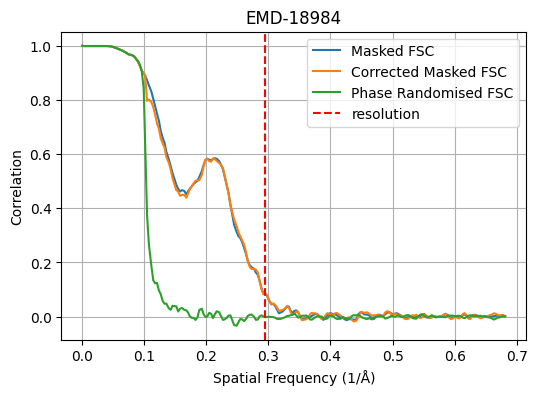 EMD-18984
Masked FSC
Corrected Masked FSC
Phase Randomised FSC
resolution
Correlation
1.0
0.8
0.6
0.4
0.2
0.0
0.0 0.1 0.2 0.3 0.4 0.5 0.6 0.7
Spatial Frequency (1/Å)